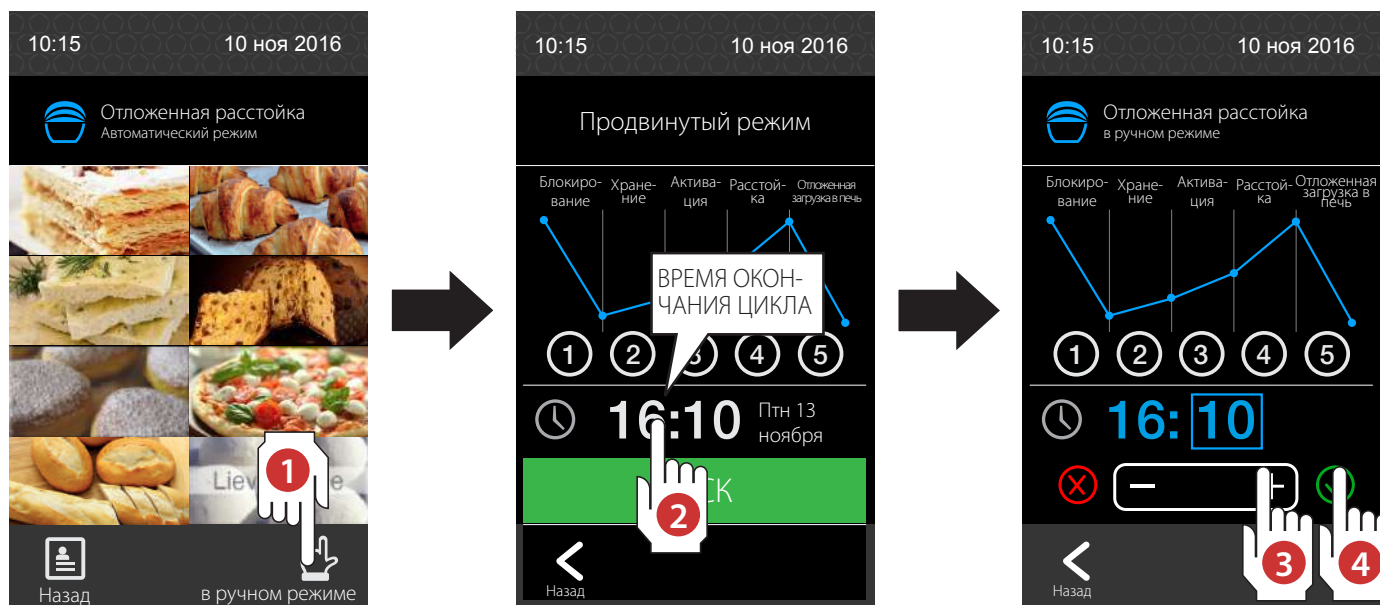 10:15 10 ноя 2016
Отложенная расстойка
Автоматический режим
1
Назад
в ручном режиме
10:15 10 ноя 2016
Продвинутый режим
Блокиро-
вание
Хране-
ние
Актива-
ция
Расстой-
ка
Отложенная
загрузка в печь
ВРЕМЯ ОКОН-
ЧАНИЯ ЦИКЛА
1 2 3 4 5
16:10
Птн 13
ноября
2
Назад
10:15 10 ноя 2016
Отложенная расстойка
в ручном режиме
Блокиро-
вание
Хране-
ние
Актива-
ция
Расстой-
ка
Отложенная
загрузка в
печь
1 2 3 4 5
16: 10
− +
3 4
Назад